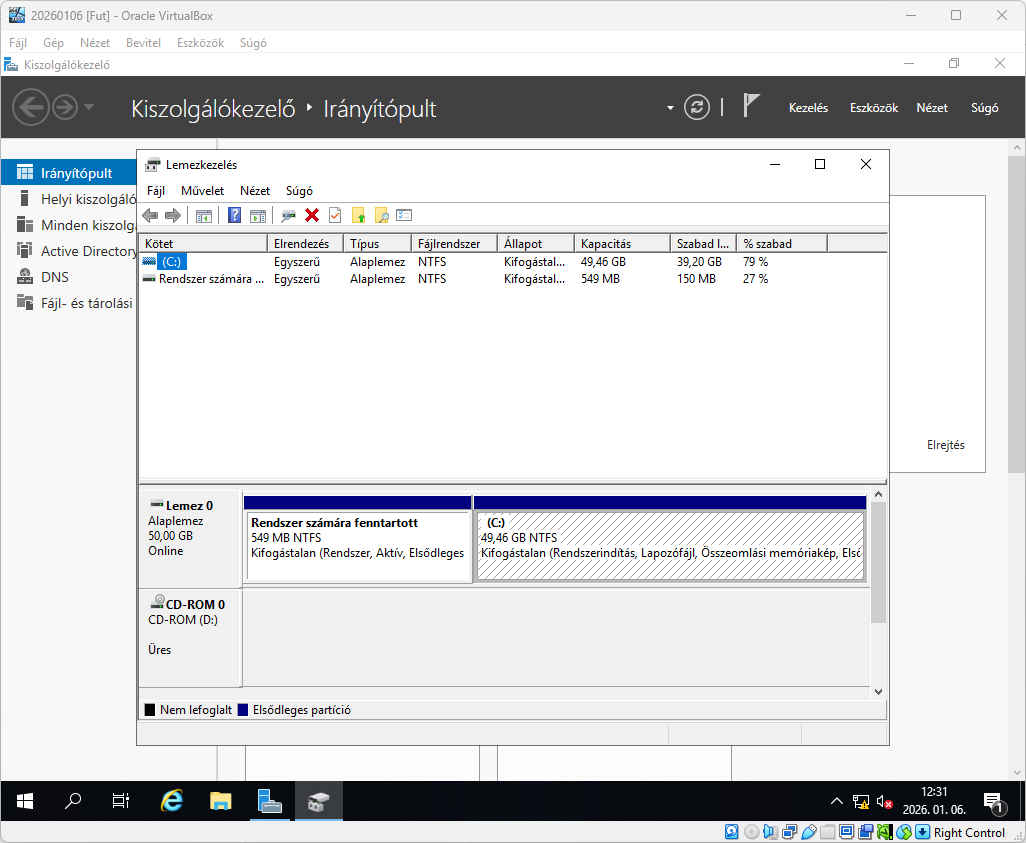 20260106 [Fut] - Oracle VirtualBox
Fájl Gép Nézet Bevitel Eszközök Súgó
Kiszolgálókezelő
Kiszolgálókezelő Irányítópult
Kezelés Eszközök Nézet Súgó
Irányítópult
Helyi kiszolgáló
Minden kiszolgá
Active Directory
DNS
Fájl- és tárolási
Elrejtés
Lemezkezelés
Fájl Művelet Nézet Súgó
Kötet Elrendezés Típus Fájlrendszer Állapot Kapacitás Szabad l... % szabad
(C:) Egyszerű Alaplemez NTFS Kifogástal... 49,46 GB 39,20 GB 79 %
Rendszer számára ... Egyszerű Alaplemez NTFS Kifogástal... 549 MB 150 MB 27 %
Lemez 0
Alaplemez
50,00 GB
Online
Rendszer számára fenntartott
549 MB NTFS
Kifogástalan (Rendszer, Aktív, Elsődleges
(C:)
49,46 GB NTFS
Kifogástalan (Rendszerindítás, Lapozófájl, Összeomlási memóriakép, Első
CD-ROM 0
CD-ROM (D:)
Üres
Nem lefoglalt Elsődleges partíció
12:31
2026. 01. 06.
1
Right Control